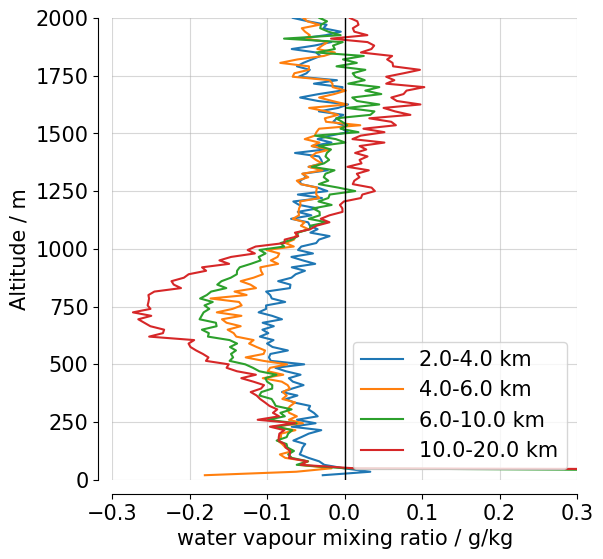 2000
1750
1500
1250
1000
750
500
250
0
Altitude / m
2.0-4.0 km
4.0-6.0 km
6.0-10.0 km
10.0-20.0 km
−0.3 −0.2 −0.1 0.0 0.1 0.2 0.3
water vapour mixing ratio / g/kg